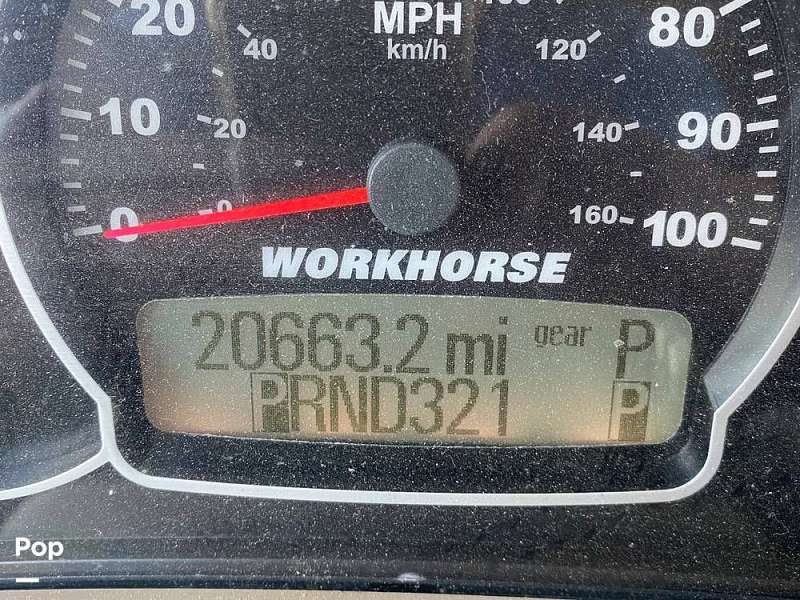 20 MPH 80
40 km/h 120
10 20 140 90
0 0 160 100
WORKHORSE
20663.2 mi gear P
PRND321 P
Pop